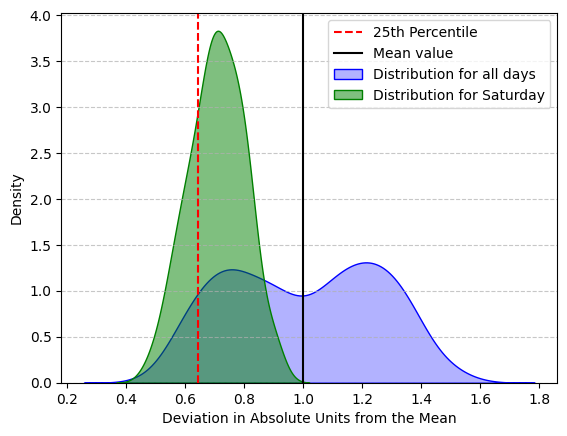 4.0
3.5
3.0
2.5
2.0
1.5
1.0
0.5
0.0
Density
25th Percentile
Mean value
Distribution for all days
Distribution for Saturday
0.2 0.4 0.6 0.8 1.0 1.2 1.4 1.6 1.8
Deviation in Absolute Units from the Mean